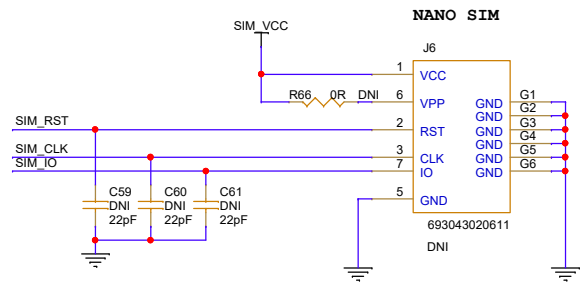 NANO SIM
SIM_VCC
J6
1 VCC
R66 0R DNI 6 VPP GND G1
GND G2
SIM_RST 2 RST GND G3
GND G4
SIM_CLK 3 CLK GND G5
SIM_IO 7 IO GND G6
5 GND
C59 C60 C61
DNI DNI DNI
22pF 22pF 22pF
693043020611
DNI